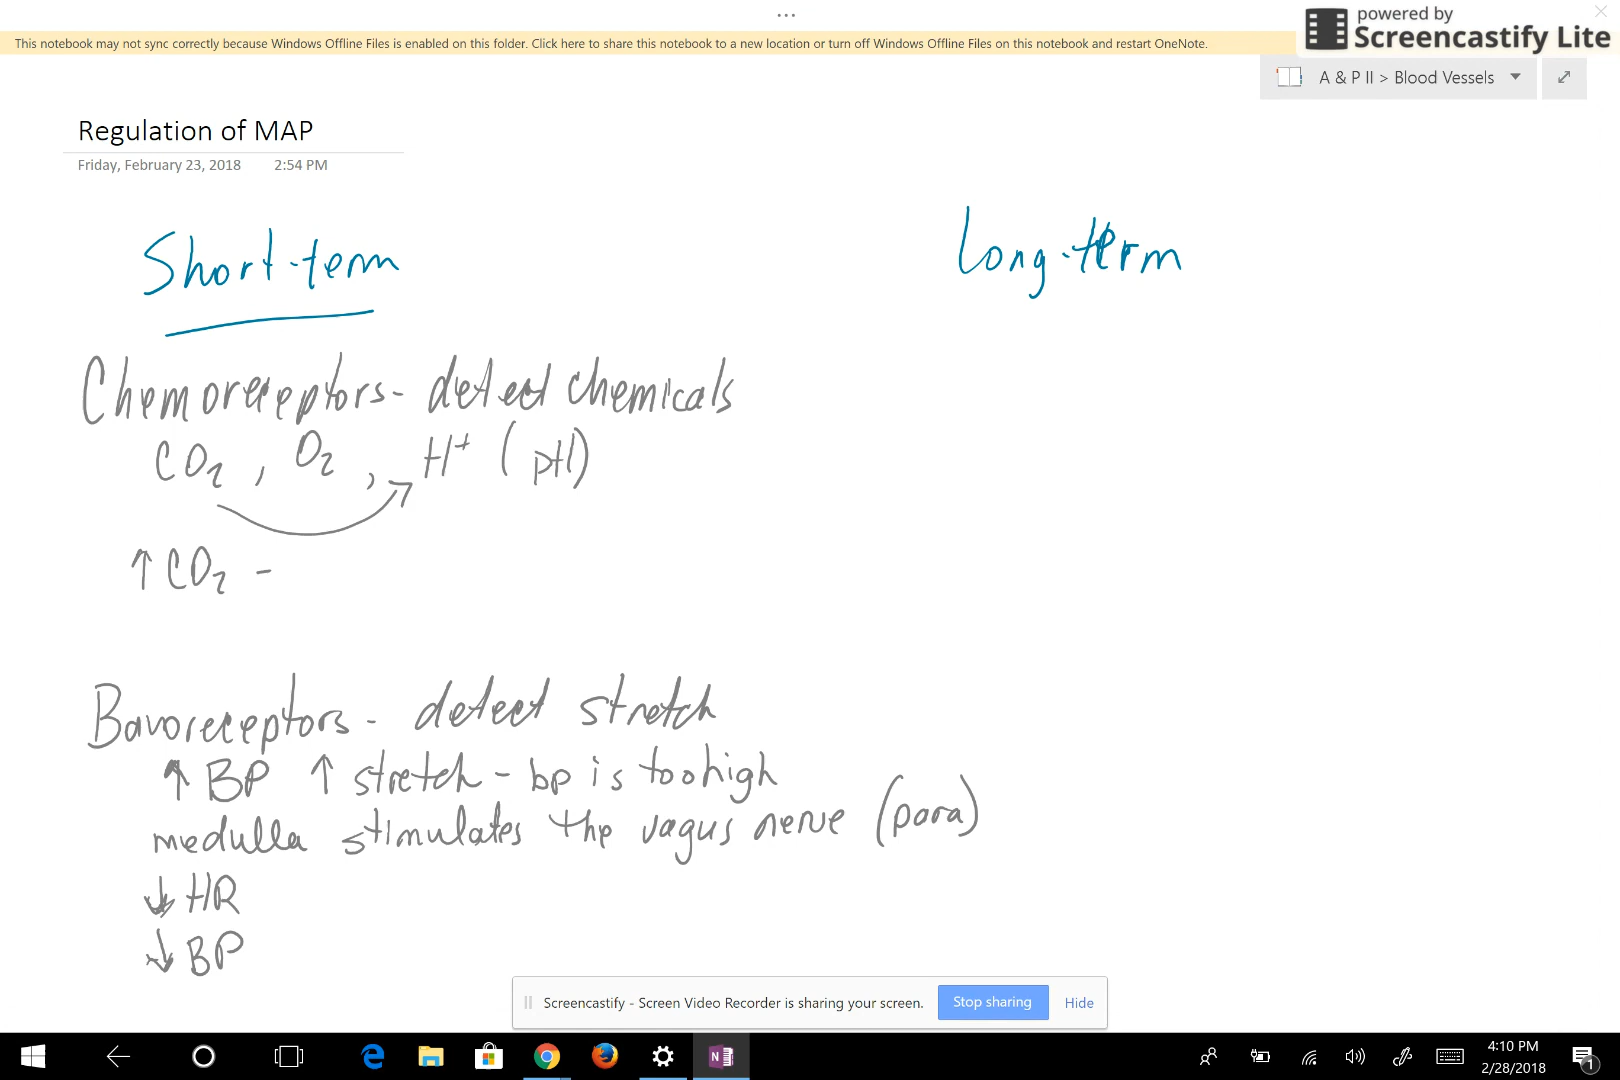 ...
powered by
Screencastify Lite
This notebook may not sync correctly because Windows Offline Files is enabled on this folder. Click here to share this notebook to a new location or turn off Windows Offline Files on this notebook and restart OneNote.
A & P II > Blood Vessels
Regulation of MAP
Friday, February 23, 2018 2:54 PM
Short-term
Long-term
Chemoreceptors- detect chemicals
CO2, O2, H+ (pH)
↑ CO2 -
Baroreceptors- detect stretch
↑ BP ↑ stretch - bp is too high
medulla stimulates the vagus nerve (para)
↓ HR
↓ BP
Screencastify - Screen Video Recorder is sharing your screen. Stop sharing Hide
N
4:10 PM
2/28/2018
1